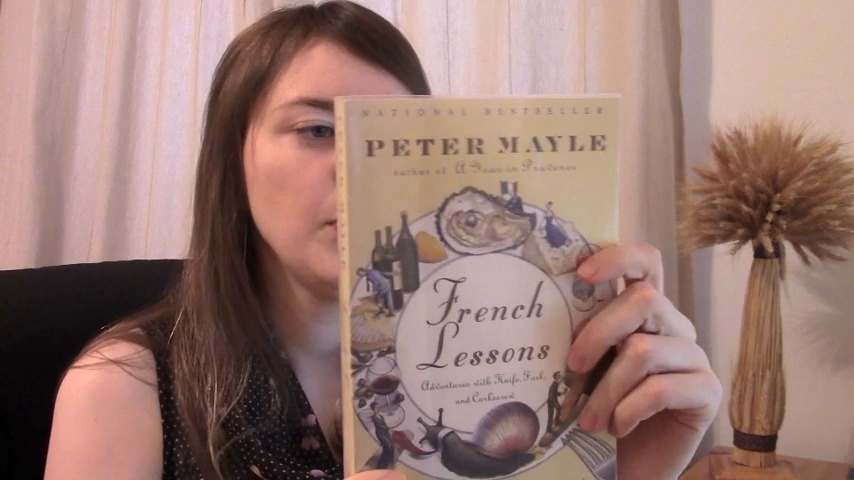 NATIONAL BESTSELLER
PETER MAYLE
author of A Year in Provence
French
Lessons
Adventures with Knife, Fork,
and Corkscrew